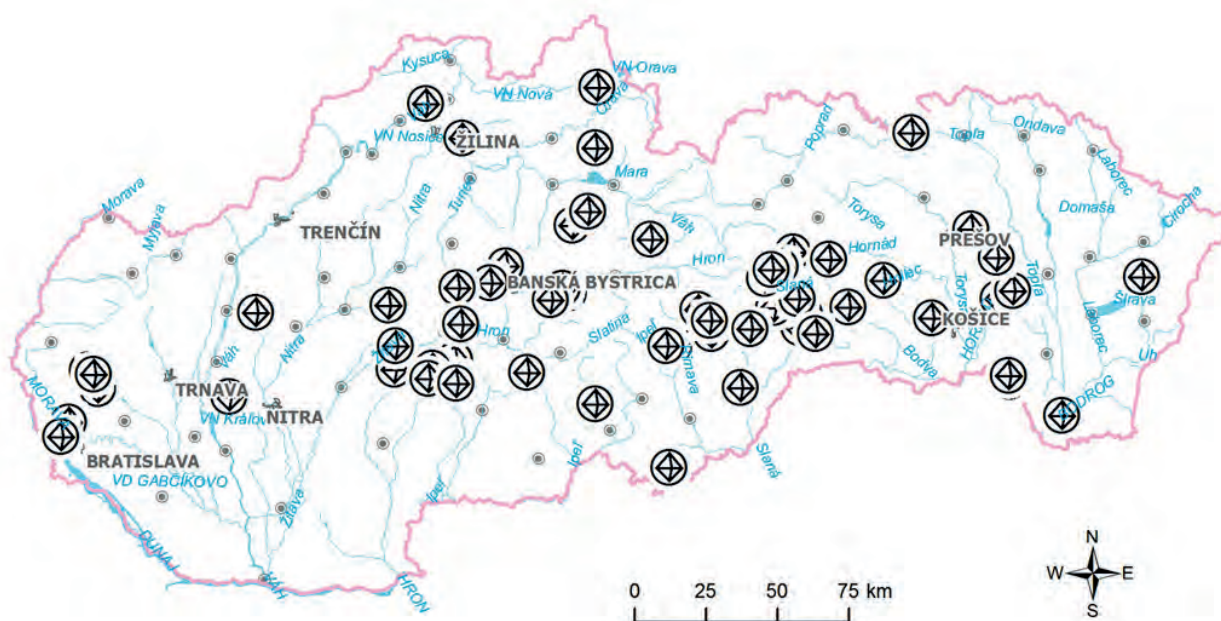 Kysuca
VN Orava
VN Nová
Orava
Váh
VN Nosice
ŽILINA
Poprad
Topľa
Ondava
Laborec
Mara
Nitra
Turiec
Morava
Myjava
TRENČÍN
Váh
Torysa
Domaša
Cirocha
Hron
Hornád
PREŠOV
BANSKÁ BYSTRICA
Slaná
Topľa
Šírava
Torysa
KOŠICE
Laborec
Váh
Nitra
Hron
Slatina
Ipeľ
Rimava
Bodva
Uh
MORAVA
TRNAVA
NITRA
BODROG
BRATISLAVA
VD GABČÍKOVO
Žitava
Ipeľ
Ipeľ
Slaná
DUNAJ
VÁH
HRON
N
W E
S
0 25 50 75 km